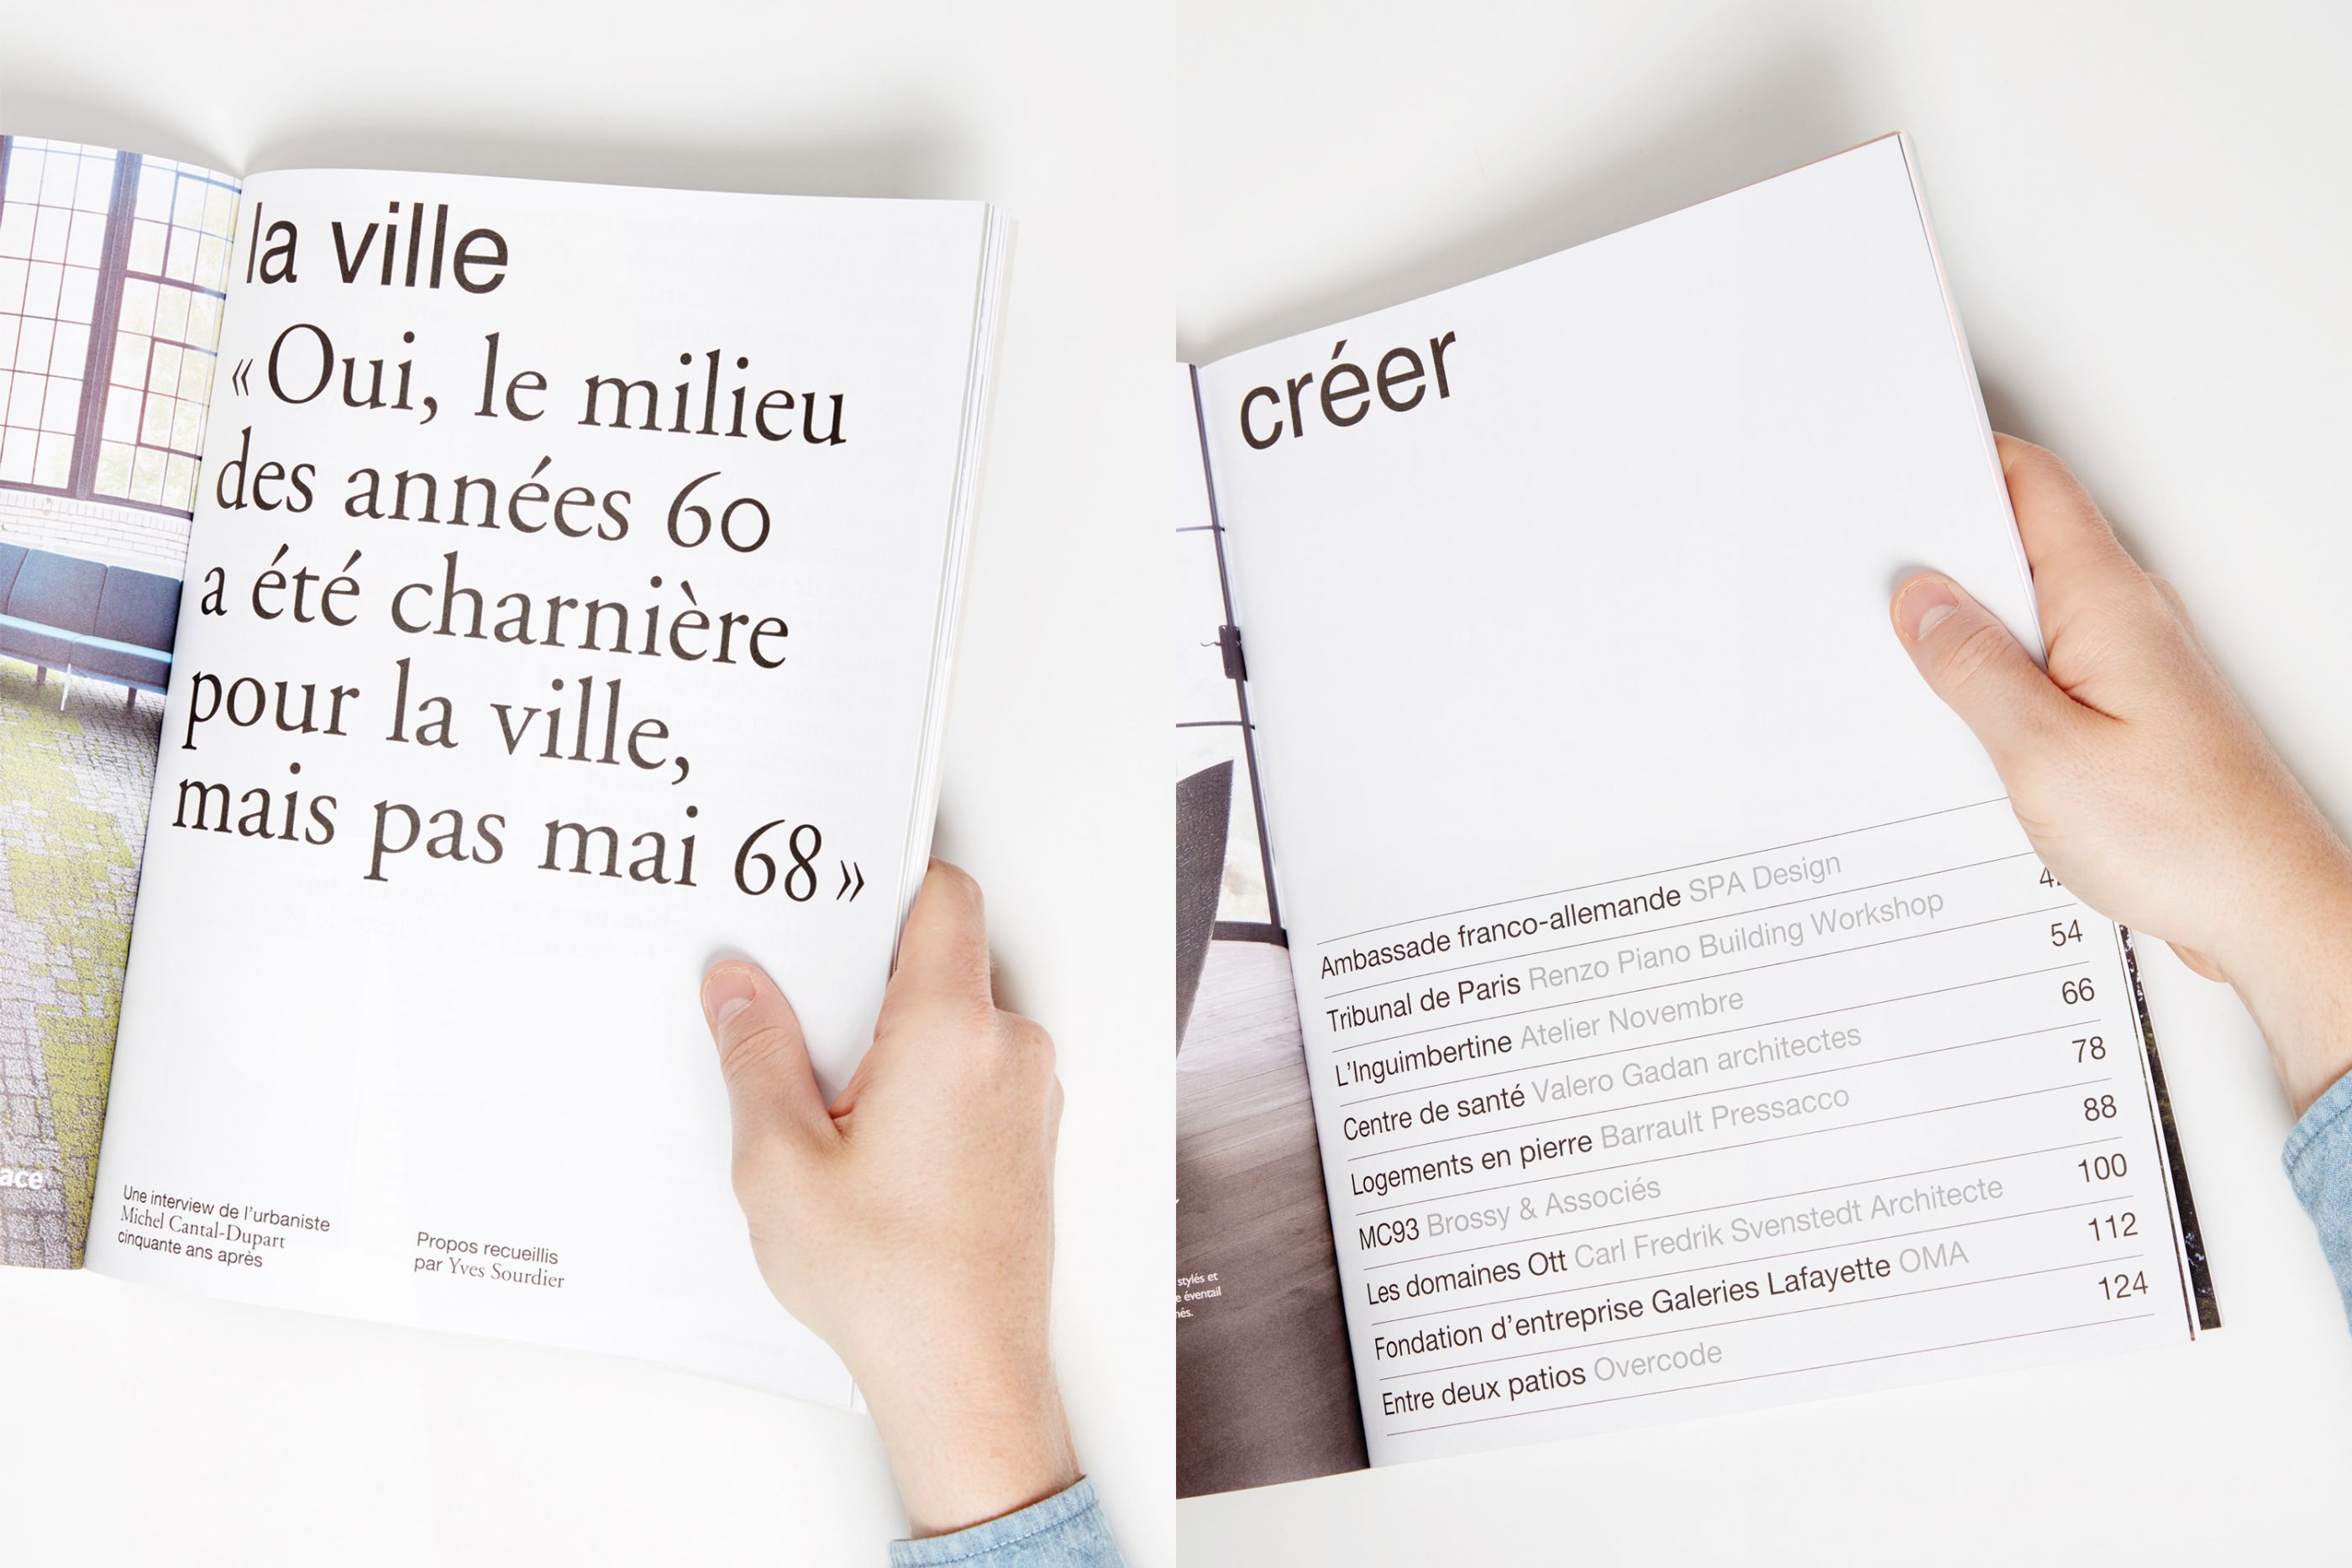 la ville
« Oui, le milieu
des années 60
a été charnière
pour la ville,
mais pas mai 68 »
ace
Une interview de l'urbaniste
Michel Cantal-Dupart
cinquante ans après
Propos recueillis
par Yves Sourdier
créer
Ambassade franco-allemande SPA Design
Tribunal de Paris Renzo Piano Building Workshop
L'Inguimbertine Atelier Novembre 54
Centre de santé Valero Gadan architectes 66
Logements en pierre Barrault Pressacco 78
MC93 Brossy & Associés 88
Les domaines Ott Carl Fredrik Svenstedt Architecte 100
Fondation d'entreprise Galeries Lafayette OMA 112
Entre deux patios Overcode 124
stylés et
e éventail